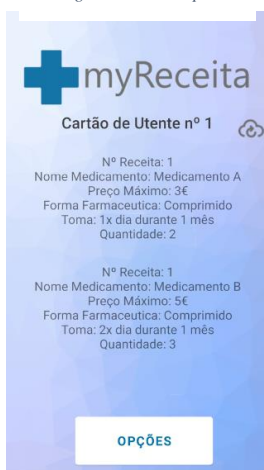 myReceita
Cartão de Utente nº 1
Nº Receita: 1
Nome Medicamento: Medicamento A
Preço Máximo: 3€
Forma Farmaceutica: Comprimido
Toma: 1x dia durante 1 mês
Quantidade: 2
Nº Receita: 1
Nome Medicamento: Medicamento B
Preço Máximo: 5€
Forma Farmaceutica: Comprimido
Toma: 2x dia durante 1 mês
Quantidade: 3
OPÇÕES